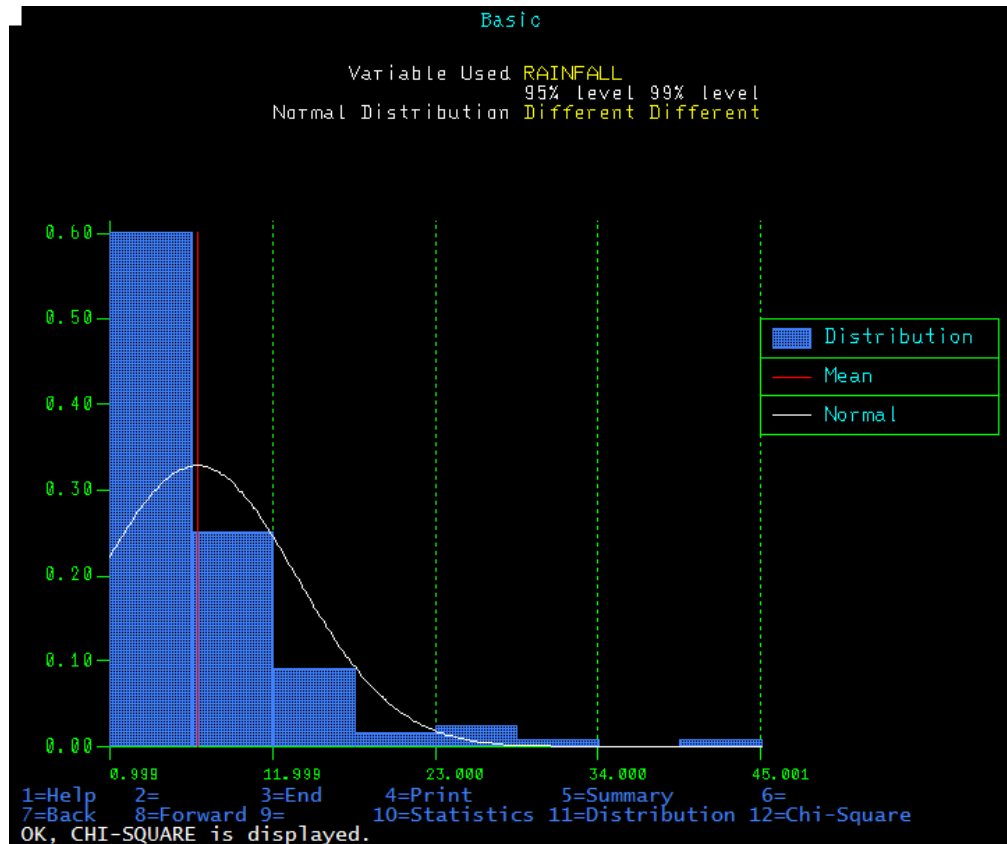 Basic
Variable Used RAINFALL
95% level 99% level
Normal Distribution Different Different
0.60
0.50
0.40
0.30
0.20
0.10
0.00
Distribution
Mean
Normal
0.999 11.999 23.000 34.000 45.001
1=Help 2= 3=End 4=Print 5=Summary 6=
7=Back 8=Forward 9= 10=Statistics 11=Distribution 12=Chi-Square
OK, CHI-SQUARE is displayed.